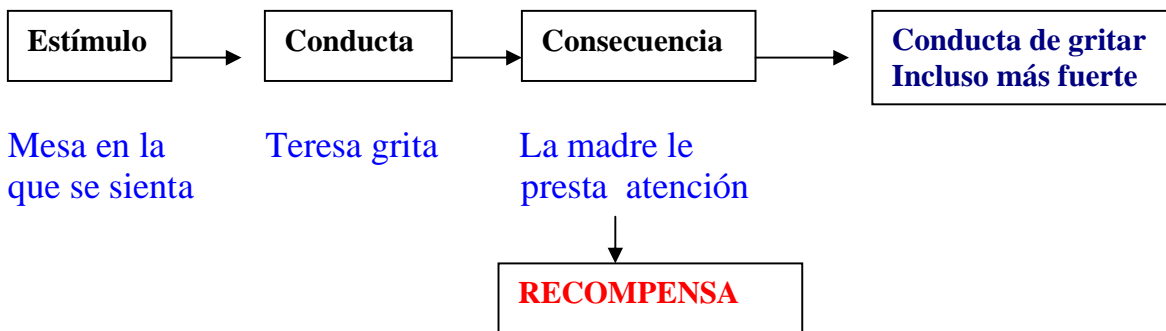 Estímulo
Conducta
Consecuencia
Conducta de gritar
Incluso más fuerte
Mesa en la
que se sienta
Teresa grita
La madre le
presta atención
RECOMPENSA